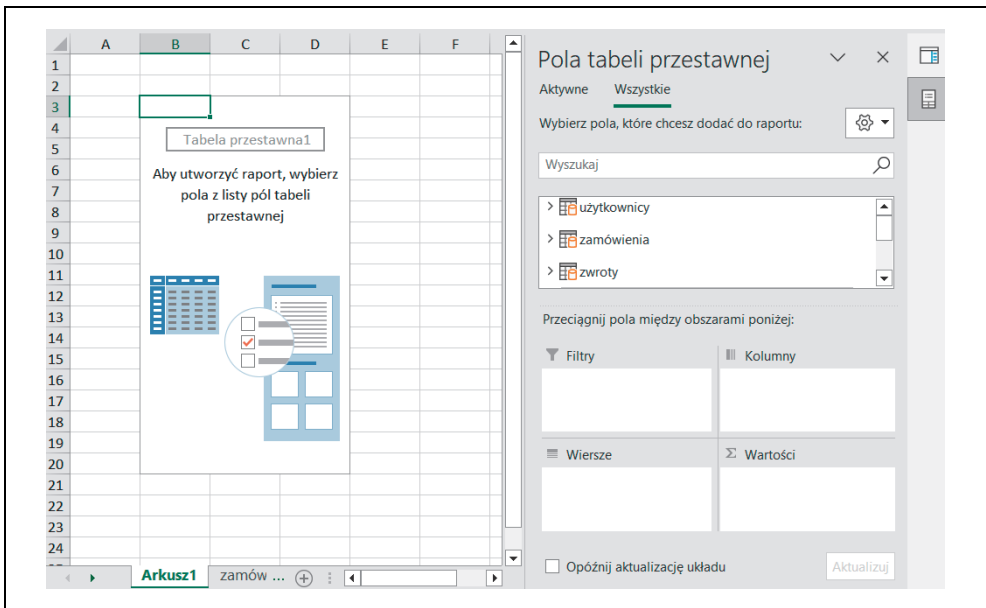 A B C D E F
1
2
3
4
5
6
7
8
9
10
11
12
13
14
15
16
17
18
19
20
21
22
23
24
Tabela przestawna1
Aby utworzyć raport, wybierz
pola z listy pól tabeli
przestawnej
Arkusz1 zamów ...
Pola tabeli przestawnej
Aktywne Wszystkie
Wybierz pola, które chcesz dodać do raportu:
Wyszukaj
użytkownicy
zamówienia
zwroty
Przeciągnij pola między obszarami poniżej:
Filtry Kolumny
Wiersze Σ Wartości
Opóźnij aktualizację układu Aktualizuj